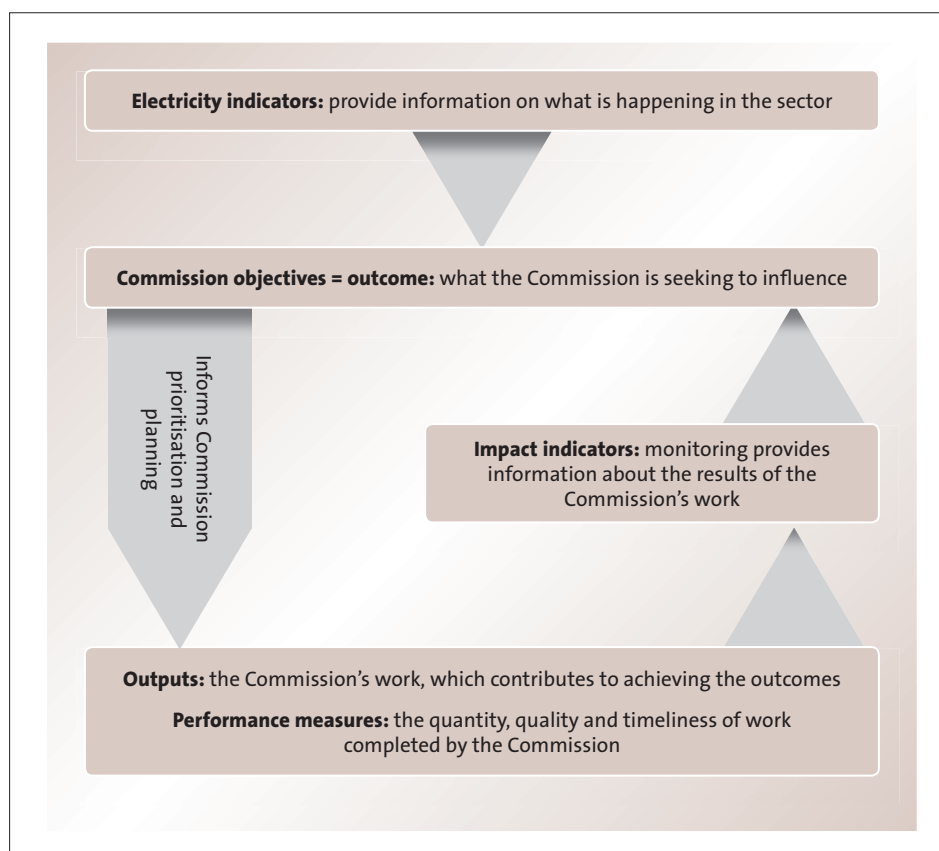 Electricity indicators: provide information on what is happening in the sector
Commission objectives = outcome: what the Commission is seeking to influence
Informs Commission
prioritisation and
planning
Impact indicators: monitoring provides
information about the results of the
Commission’s work
Outputs: the Commission’s work, which contributes to achieving the outcomes
Performance measures: the quantity, quality and timeliness of work
completed by the Commission